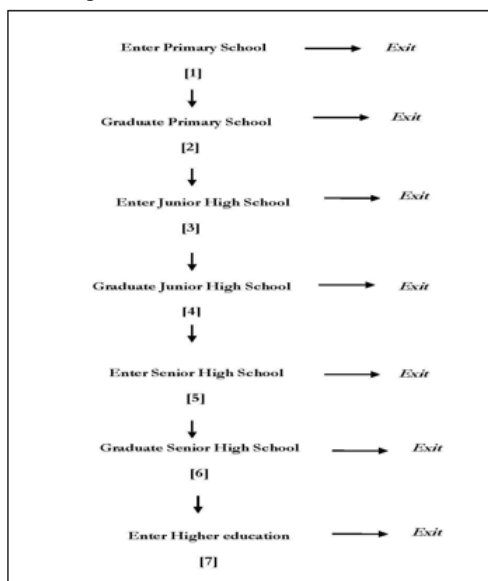 Enter Primary School Exit
[1]
Graduate Primary School Exit
[2]
Enter Junior High School Exit
[3]
Graduate Junior High School Exit
[4]
Enter Senior High School Exit
[5]
Graduate Senior High School Exit
[6]
Enter Higher education Exit
[7]